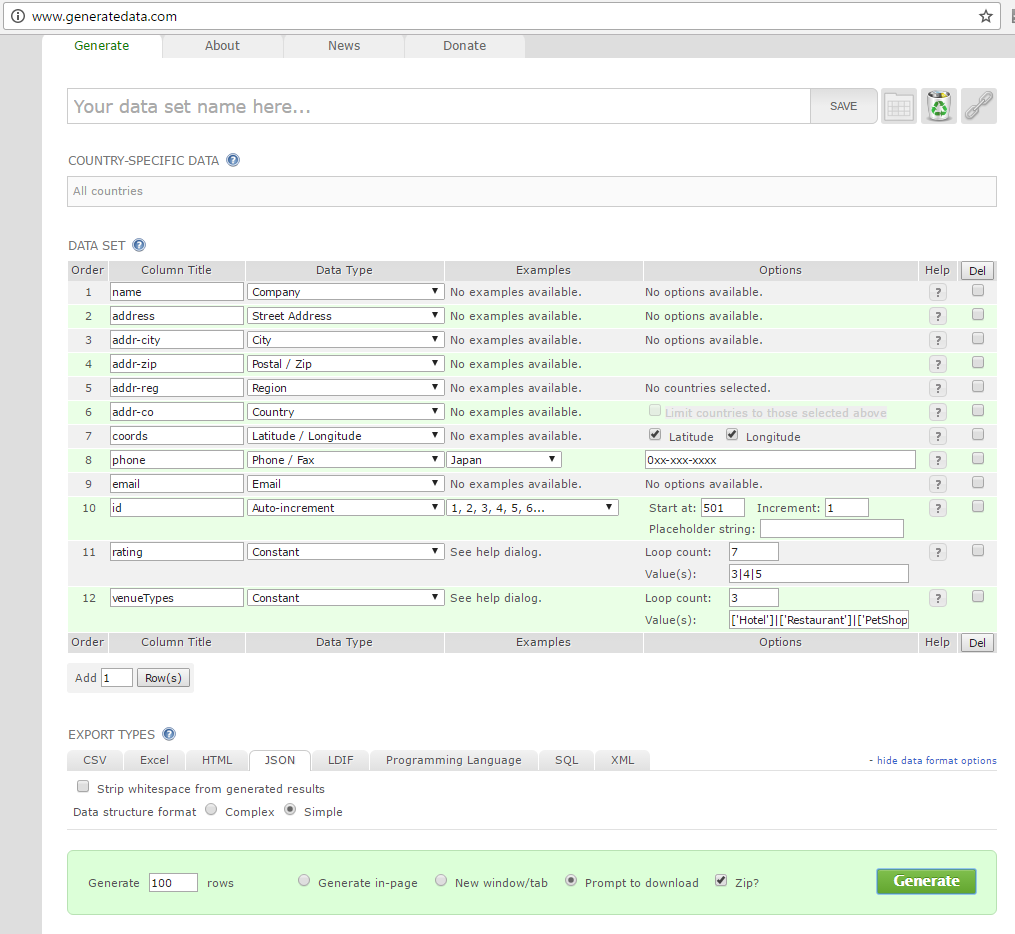 www.generatedata.com
Generate About News Donate
Your data set name here... SAVE
COUNTRY-SPECIFIC DATA ?
All countries
DATA SET ?
Order Column Title Data Type Examples Options Help Del
1 name Company No examples available. No options available. ?
2 address Street Address No examples available. No options available. ?
3 addr-city City No examples available. No options available. ?
4 addr-zip Postal / Zip No examples available. ?
5 addr-reg Region No examples available. No countries selected. ?
6 addr-co Country No examples available. Limit countries to those selected above ?
7 coords Latitude / Longitude No examples available. Latitude Longitude ?
8 phone Phone / Fax Japan 0xx-xxx-xxxx ?
9 email Email No examples available. No options available. ?
10 id Auto-increment 1, 2, 3, 4, 5, 6... Start at: 501 Increment: 1 ?
Placeholder string:
11 rating Constant See help dialog. Loop count: 7 ?
Value(s): 3|4|5
12 venueTypes Constant See help dialog. Loop count: 3 ?
Value(s): ['Hotel']|['Restaurant']|['PetShop
Order Column Title Data Type Examples Options Help Del
Add 1 Row(s)
EXPORT TYPES ?
CSV Excel HTML JSON LDIF Programming Language SQL XML - hide data format options
Strip whitespace from generated results
Data structure format Complex Simple
Generate 100 rows Generate in-page New window/tab Prompt to download Zip? Generate